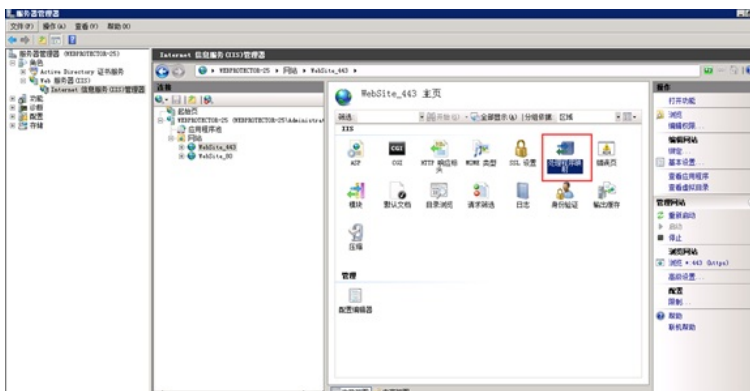 服务器管理器
文件(F) 操作(A) 查看(V) 帮助(H)
服务器管理器 (WEBPROTECTOR-25)
角色
Active Directory 证书服务
Web 服务器(IIS)
Internet 信息服务(IIS)管理器
功能
诊断
配置
存储
Internet 信息服务(IIS)管理器
WEBPROTECTOR-25 网站 WebSite_443
连接
起始页
WEBPROTECTOR-25 (WEBPROTECTOR-25\Administrat
应用程序池
网站
WebSite_443
WebSite_80
WebSite_443 主页
筛选: 开始(G) 全部显示(A) 分组依据: 区域
IIS
ASP CGI HTTP 响应标头 MIME 类型 SSL 设置 处理程序映射 错误页
模块 默认文档 目录浏览 请求筛选 日志 身份验证 输出缓存
压缩
管理
配置编辑器
操作
打开功能
浏览
编辑权限...
编辑网站
绑定...
基本设置...
查看应用程序
查看虚拟目录
管理网站
重新启动
启动
停止
浏览网站
浏览 *:443 (https)
高级设置...
配置
限制...
帮助
联机帮助